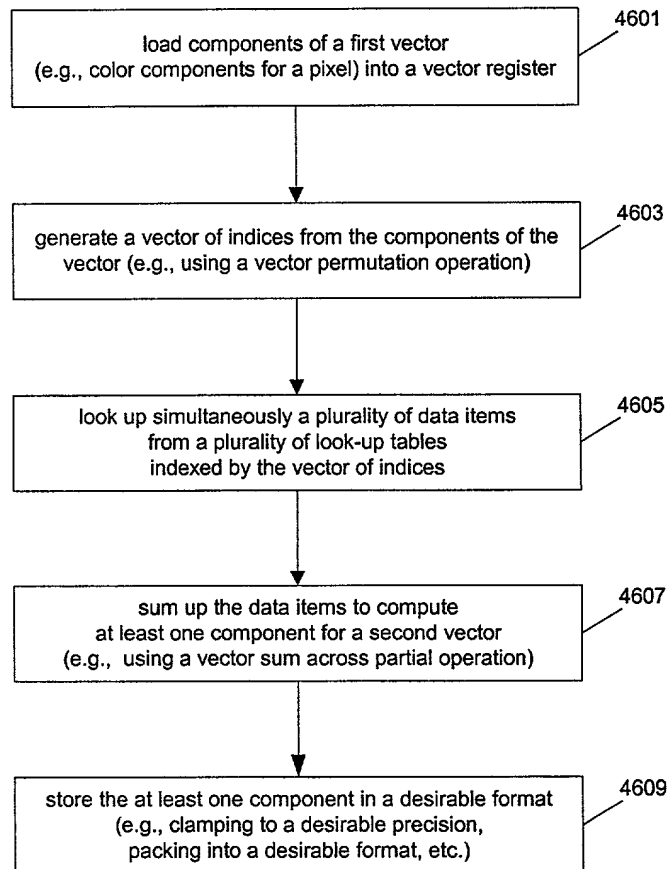 4601
load components of a first vector
(e.g., color components for a pixel) into a vector register
4603
generate a vector of indices from the components of the
vector (e.g., using a vector permutation operation)
4605
look up simultaneously a plurality of data items
from a plurality of look-up tables
indexed by the vector of indices
4607
sum up the data items to compute
at least one component for a second vector
(e.g., using a vector sum across partial operation)
4609
store the at least one component in a desirable format
(e.g., clamping to a desirable precision,
packing into a desirable format, etc.)